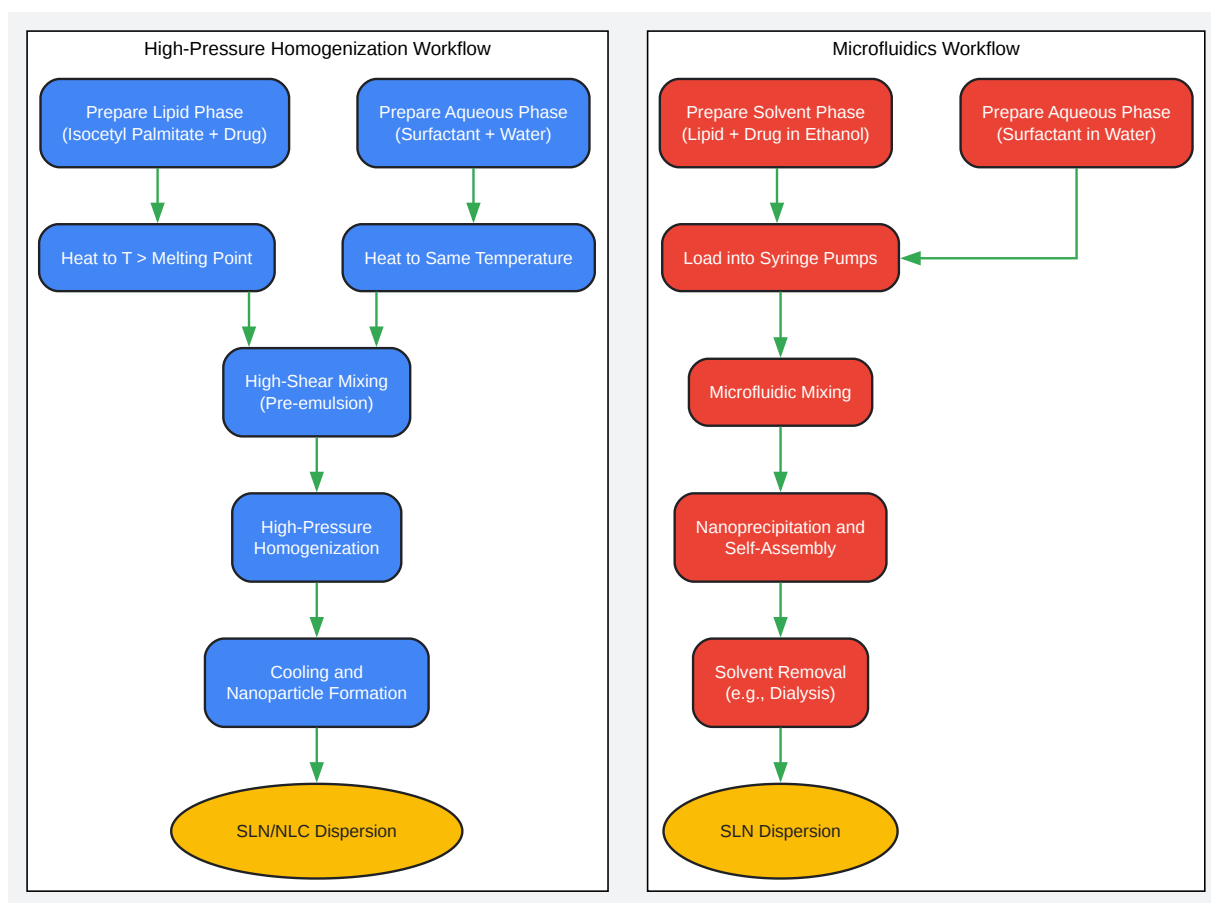 High-Pressure Homogenization Workflow
Prepare Lipid Phase
(Isocetyl Palmitate + Drug)
Prepare Aqueous Phase
(Surfactant + Water)
Heat to T > Melting Point
Heat to Same Temperature
High-Shear Mixing
(Pre-emulsion)
High-Pressure
Homogenization
Cooling and
Nanoparticle Formation
SLN/NLC Dispersion
Microfluidics Workflow
Prepare Solvent Phase
(Lipid + Drug in Ethanol)
Prepare Aqueous Phase
(Surfactant in Water)
Load into Syringe Pumps
Microfluidic Mixing
Nanoprecipitation and
Self-Assembly
Solvent Removal
(e.g., Dialysis)
SLN Dispersion